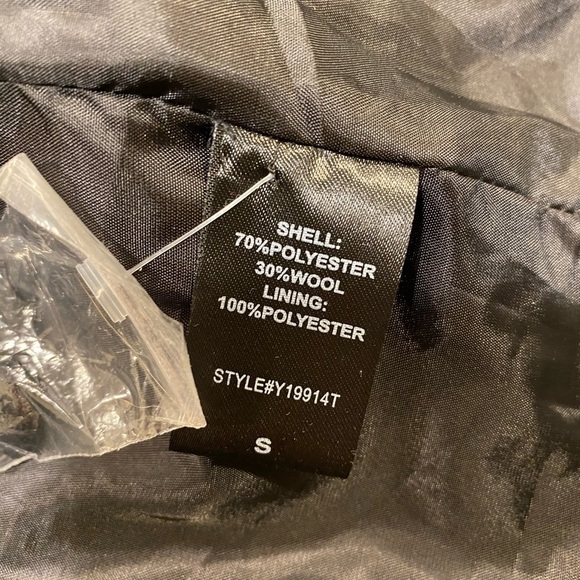 SHELL:
70%POLYESTER
30%WOOL
LINING:
100%POLYESTER
STYLE#Y19914T
S